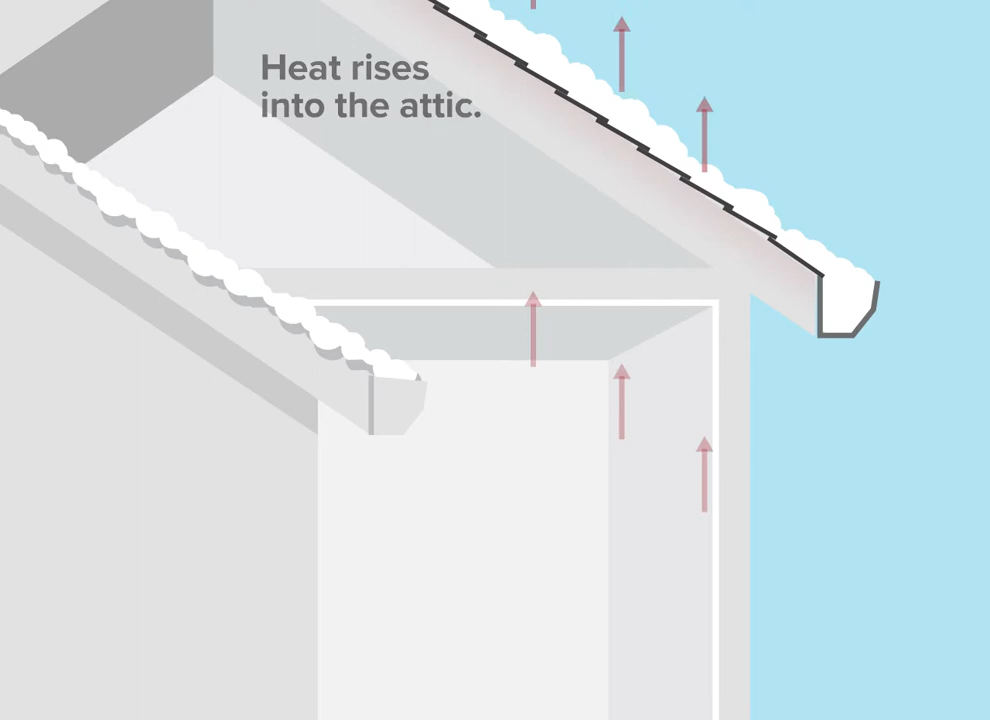 Heat rises
into the attic.